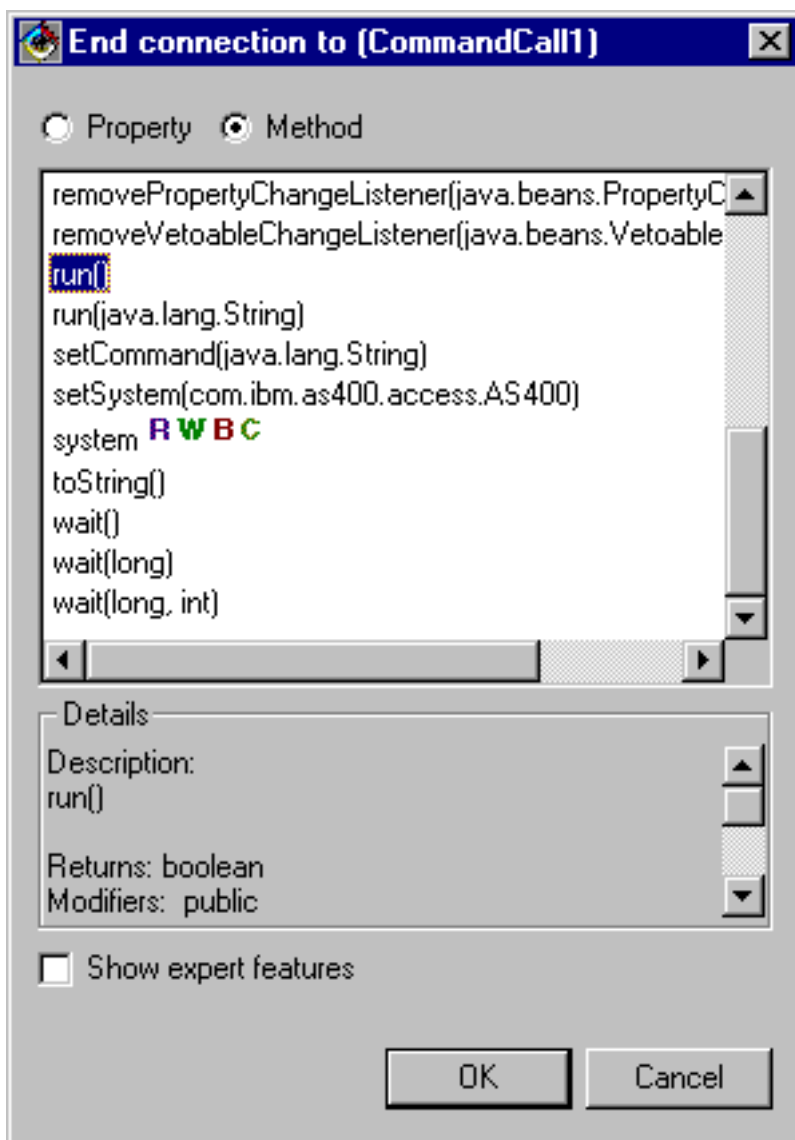 End connection to (CommandCall1)
Property Method
removePropertyChangeListener(java.beans.PropertyC
removeVetoableChangeListener(java.beans.Vetoable
run()
run(java.lang.String)
setCommand(java.lang.String)
setSystem(com.ibm.as400.access.AS400)
system R W B C
toString()
wait()
wait(long)
wait(long, int)
Details
Description:
run()
Returns: boolean
Modifiers: public
Show expert features
OK Cancel